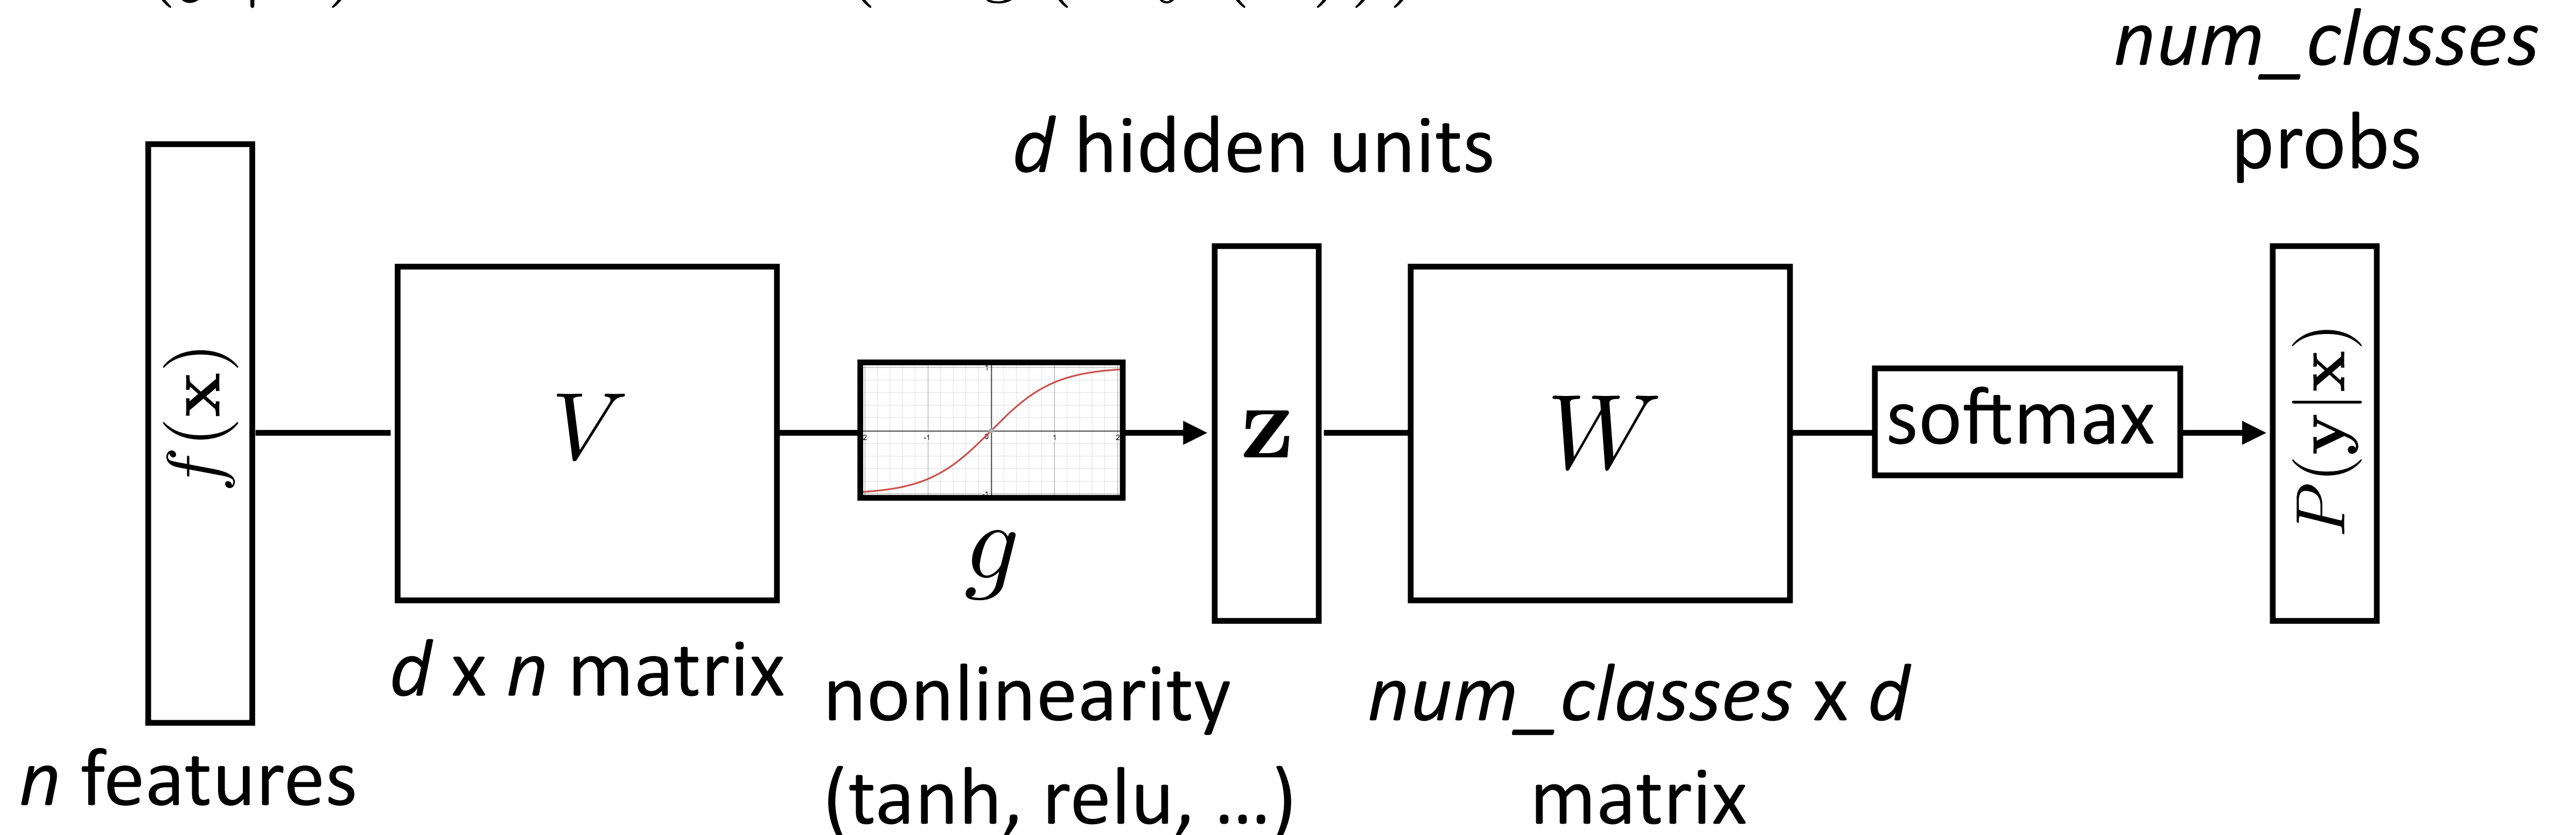 num_classes
probs
d hidden units
f(x)
V
g
z
W
softmax
P(y|x)
n features
d x n matrix
nonlinearity
(tanh, relu, ...)
num_classes x d
matrix